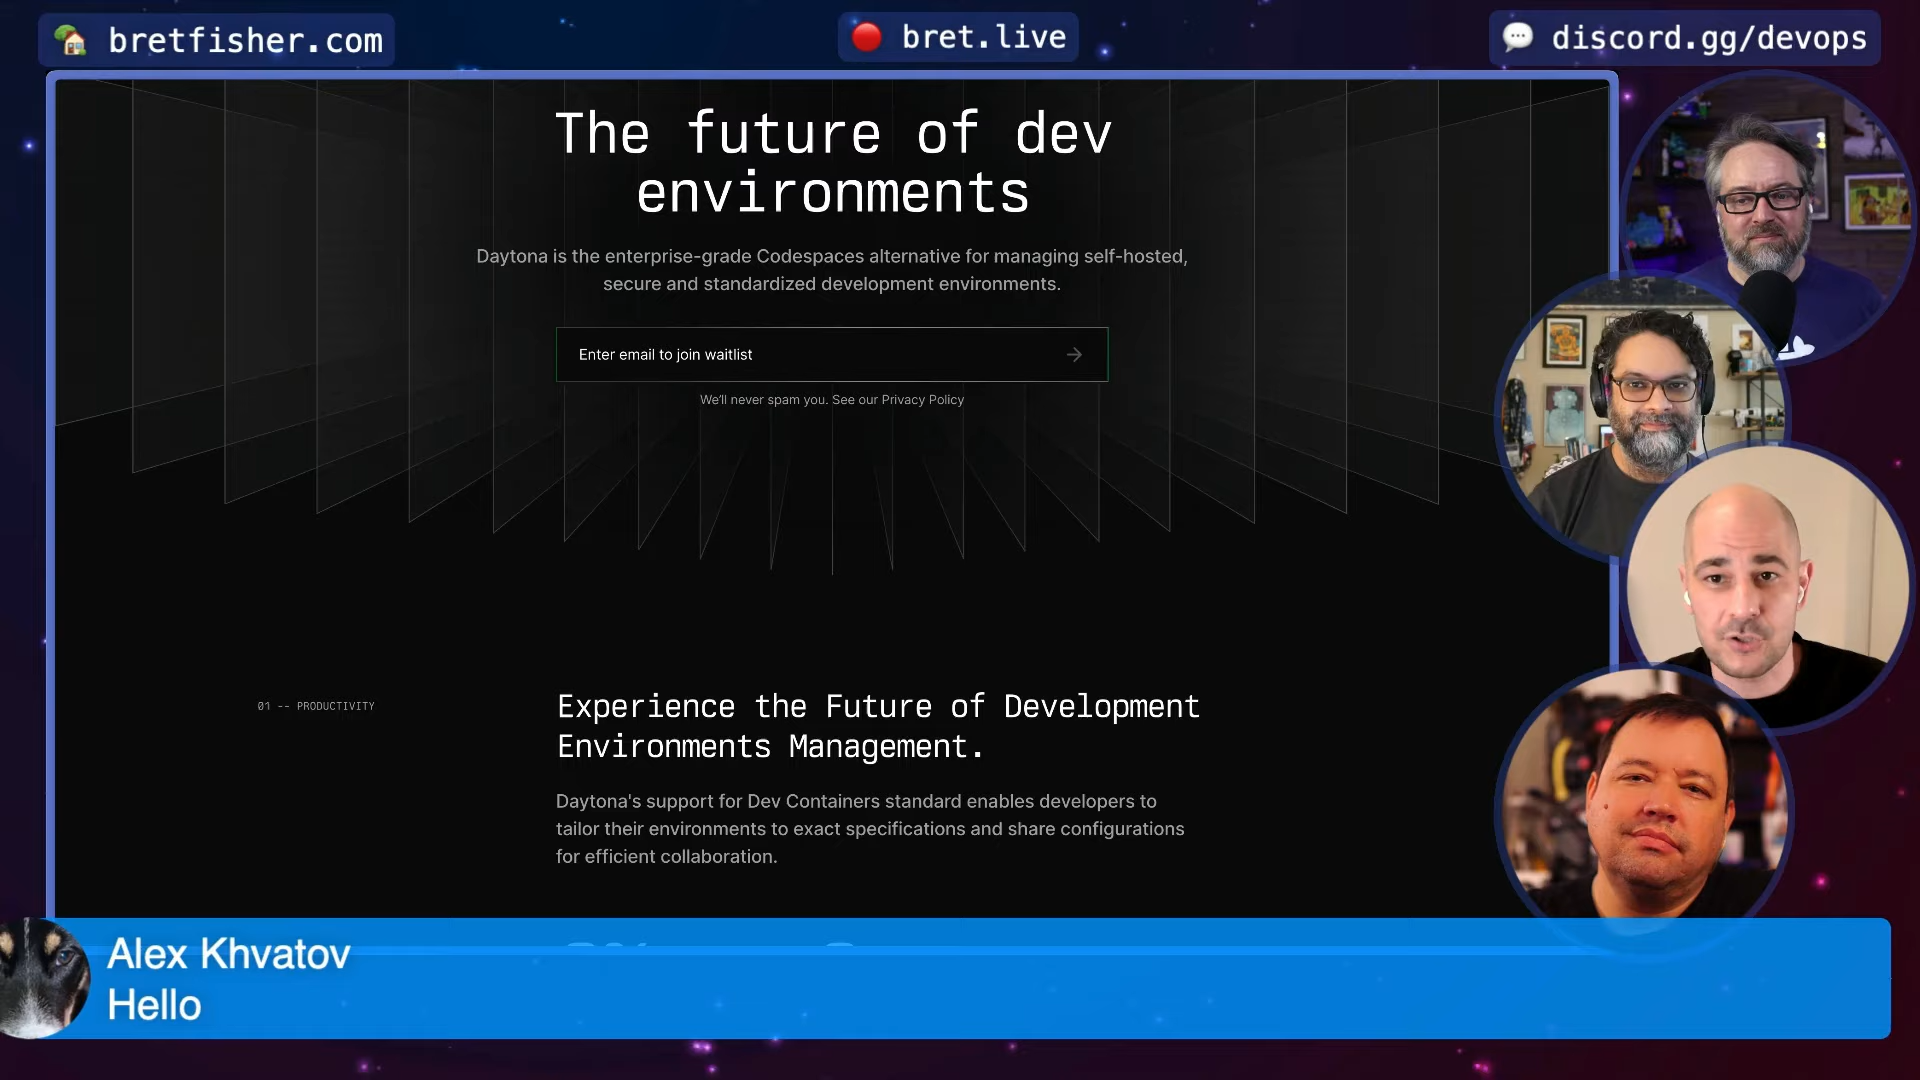 bretfisher.com
bret.live
discord.gg/devops
The future of dev
environments
Daytona is the enterprise-grade Codespaces alternative for managing self-hosted,
secure and standardized development environments.
Enter email to join waitlist
We'll never spam you. See our Privacy Policy
01 -- PRODUCTIVITY
Experience the Future of Development
Environments Management.
Daytona's support for Dev Containers standard enables developers to
tailor their environments to exact specifications and share configurations
for efficient collaboration.
Alex Khvatov
Hello